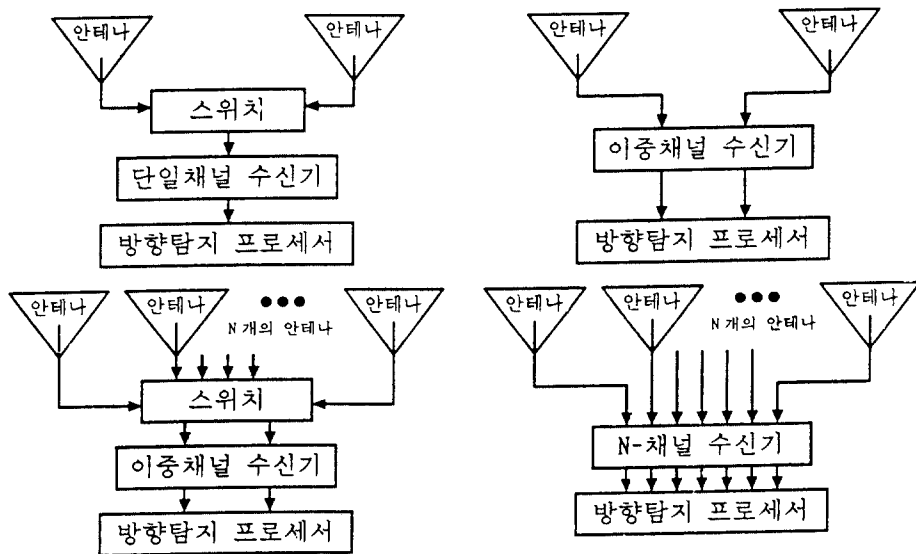 안테나
안테나
스위치
단일채널 수신기
방향탐지 프로세서
안테나
안테나
이중채널 수신기
방향탐지 프로세서
안테나
안테나
안테나
N개의 안테나
스위치
이중채널 수신기
방향탐지 프로세서
안테나
안테나
안테나
N개의 안테나
N-채널 수신기
방향탐지 프로세서